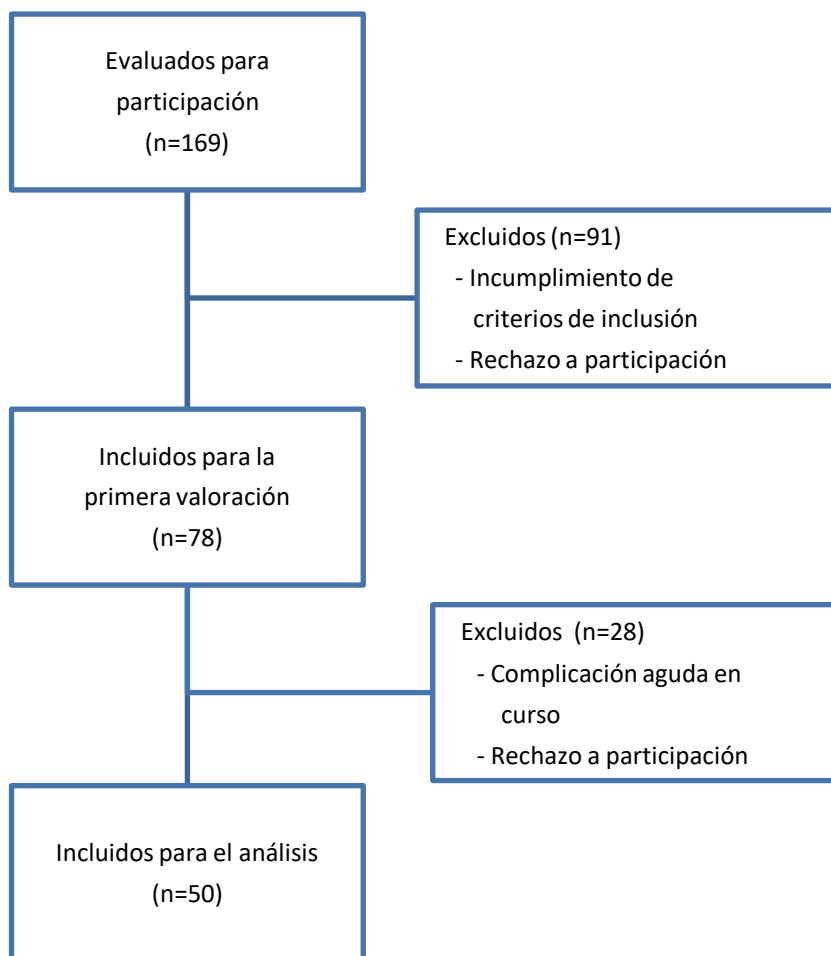 Evaluados para
participación
(n=169)
Excluidos (n=91)
- Incumplimiento de
criterios de inclusión
- Rechazo a participación
Incluidos para la
primera valoración
(n=78)
Excluidos (n=28)
- Complicación aguda en
curso
- Rechazo a participación
Incluidos para el análisis
(n=50)